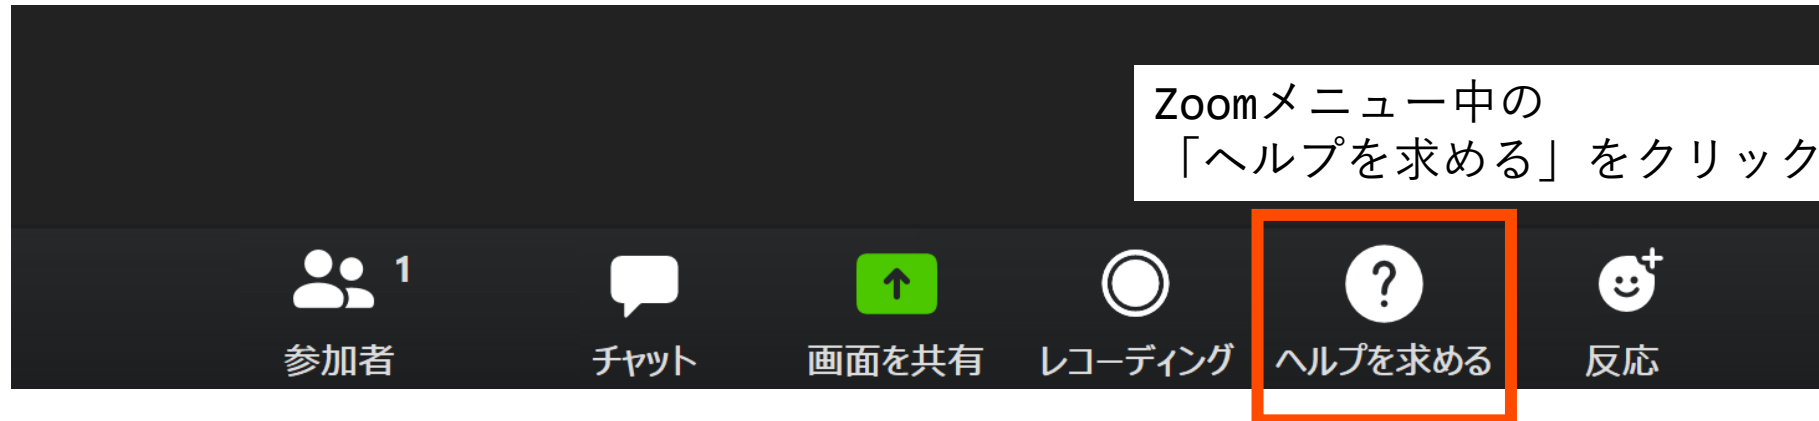 Zoomメニュー中の
「ヘルプを求める」をクリック
1
参加者
チャット
画面を共有
レコーディング
?
ヘルプを求める
反応